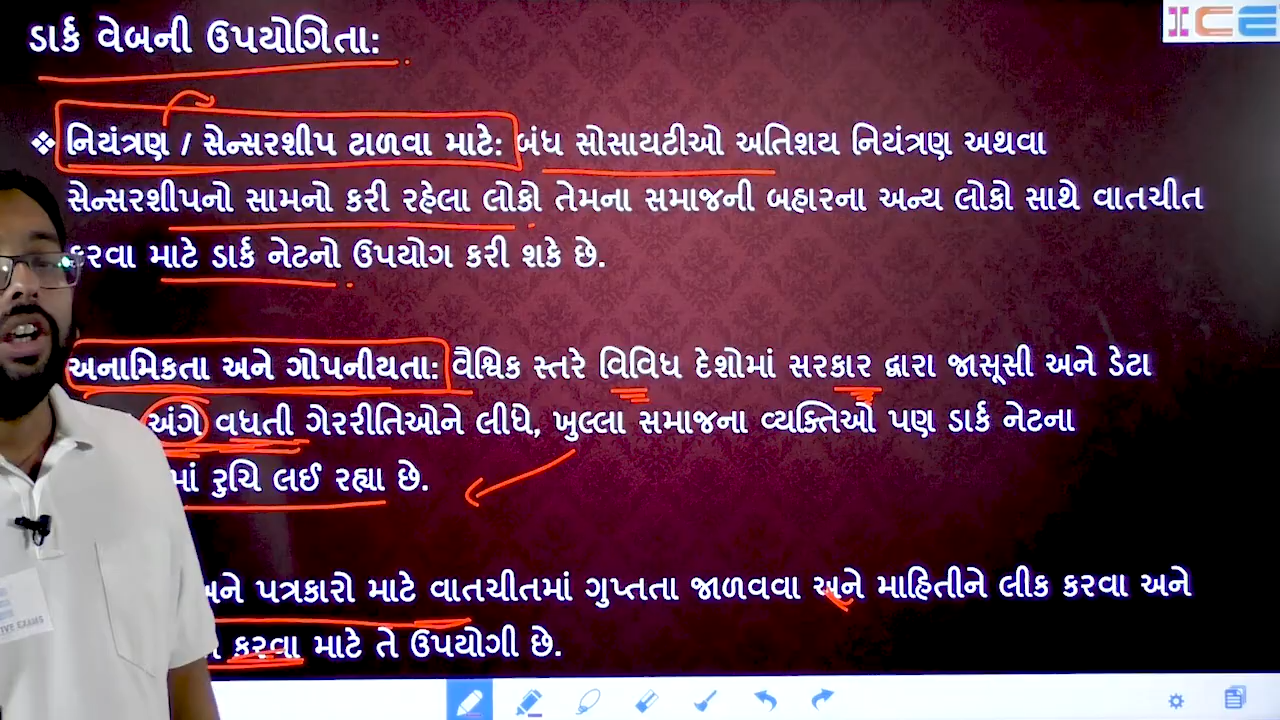 ડાર્ક વેબની ઉપયોગિતા:
ICE
❖ નિયંત્રણ / સેન્સરશીપ ટાળવા માટે: બંધ સોસાયટીઓ અતિશય નિયંત્રણ અથવા
સેન્સરશીપનો સામનો કરી રહેલા લોકો તેમના સમાજની બહારના અન્ય લોકો સાથે વાતચીત
કરવા માટે ડાર્ક નેટનો ઉપયોગ કરી શકે છે.
અનામિકતા અને ગોપનીયતા: વૈશ્વિક સ્તરે વિવિધ દેશોમાં સરકાર દ્વારા જાસૂસી અને ડેટા
અંગે વધતી ગેરરીતિઓને લીધે, ખુલ્લા સમાજના વ્યક્તિઓ પણ ડાર્ક નેટના
માં રુચિ લઈ રહ્યા છે.
અને પત્રકારો માટે વાતચીતમાં ગુપ્તતા જાળવવા અને માહિતીને લીક કરવા અને
કરવા માટે તે ઉપયોગી છે.
IVE EXAMS